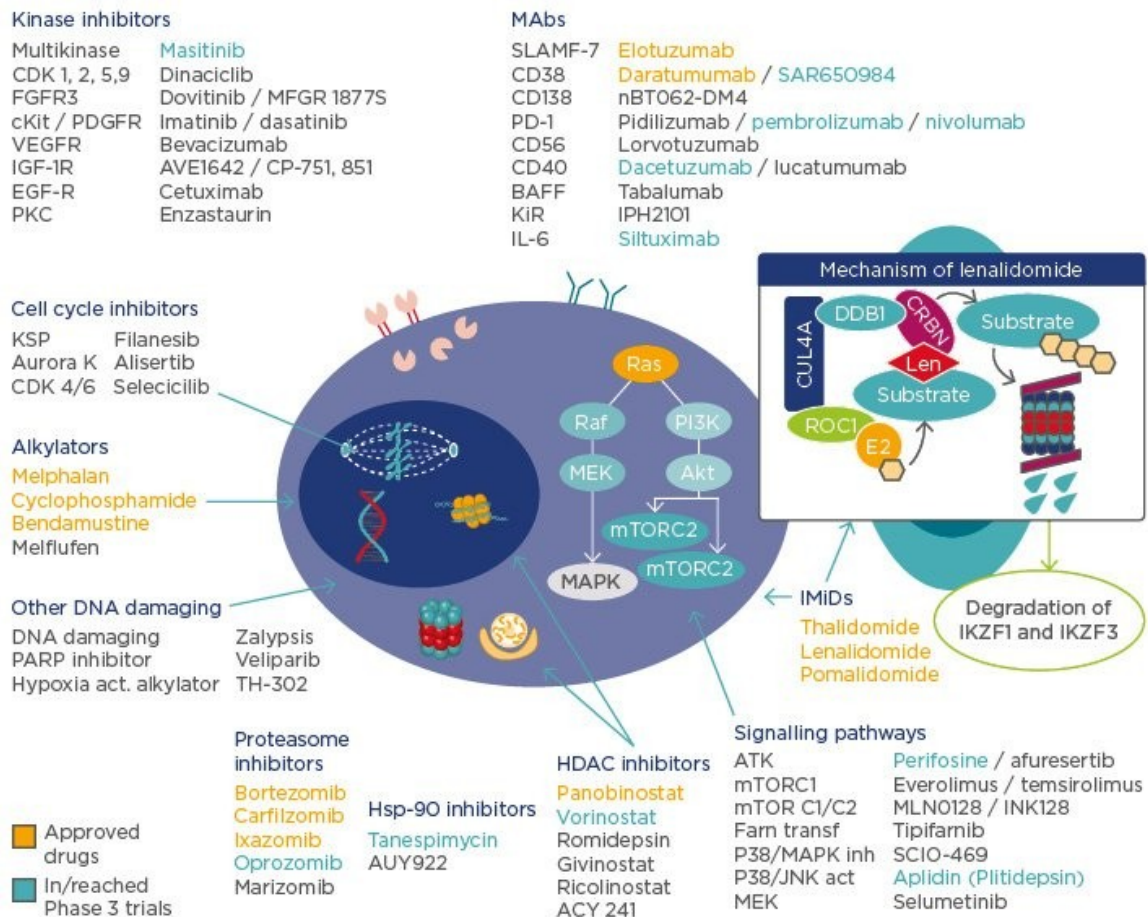 Kinase inhibitors
Multikinase Masitinib
CDK 1, 2, 5,9 Dinaciclib
FGFR3 Dovitinib / MFGR 1877S
cKit / PDGFR Imatinib / dasatinib
VEGFR Bevacizumab
IGF-1R AVE1642 / CP-751, 851
EGF-R Cetuximab
PKC Enzastaurin
MAbs
SLAMF-7 Elotuzumab
CD38 Daratumumab / SAR650984
CD138 nBT062-DM4
PD-1 Pidilizumab / pembrolizumab / nivolumab
CD56 Lorvotuzumab
CD40 Dacetuzumab / lucatumumab
BAFF Tabalumab
KiR IPH2101
IL-6 Siltuximab
Cell cycle inhibitors
KSP Filanesib
Aurora K Alisertib
CDK 4/6 Selecicilib
Alkylators
Melphalan
Cyclophosphamide
Bendamustine
Melflufen
Other DNA damaging
DNA damaging Zalypsis
PARP inhibitor Veliparib
Hypoxia act. alkylator TH-302
Ras
Raf PI3K
MEK Akt
mTORC2
MAPK mTORC2
Mechanism of lenalidomide
CUL4A
DDB1
CRBN
Substrate
Len
Substrate
ROC1
E2
IMiDs
Thalidomide
Lenalidomide
Pomalidomide
Degradation of
IKZF1 and IKZF3
Proteasome
inhibitors
Bortezomib
Carfilzomib
Ixazomib
Oprozomib
Marizomib
Hsp-90 inhibitors
Tanespimycin
AUY922
HDAC inhibitors
Panobinostat
Vorinostat
Romidepsin
Givinostat
Ricolinostat
ACY 241
Signalling pathways
ATK Perifosine / afuresertib
mTORC1 Everolimus / temsirolimus
mTOR C1/C2 MLN0128 / INK128
Farn transf Tipifarnib
P38/MAPK inh SCIO-469
P38/JNK act Aplidin (Plitidepsin)
MEK Selumetinib
Approved
drugs
In/reached
Phase 3 trials